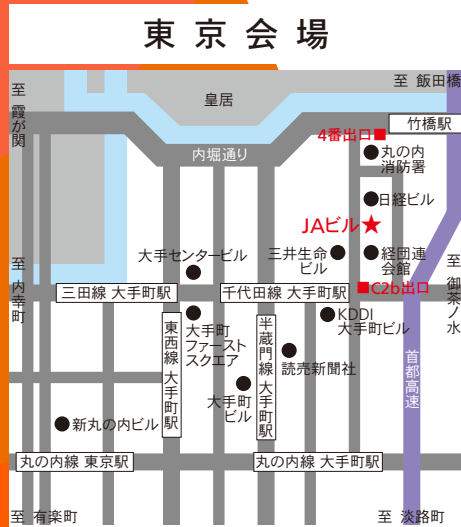 東京会場
至 飯田橋
至 霞が関
皇居
竹橋駅
4番出口■
内堀通り
丸の内
消防署
日経ビル
JAビル★
大手センタービル
三井生命
ビル
経団連
会館
至 内幸町
至 御茶ノ水
三田線 大手町駅
千代田線 大手町駅
■C2b出口
東西線 大手町駅
大手町
ファースト
スクエア
半蔵門線 大手町駅
KDDI
大手町ビル
読売新聞社
首都高速
大手町
ビル
新丸の内ビル
丸の内線 東京駅
丸の内線 大手町駅
至 有楽町
至 淡路町